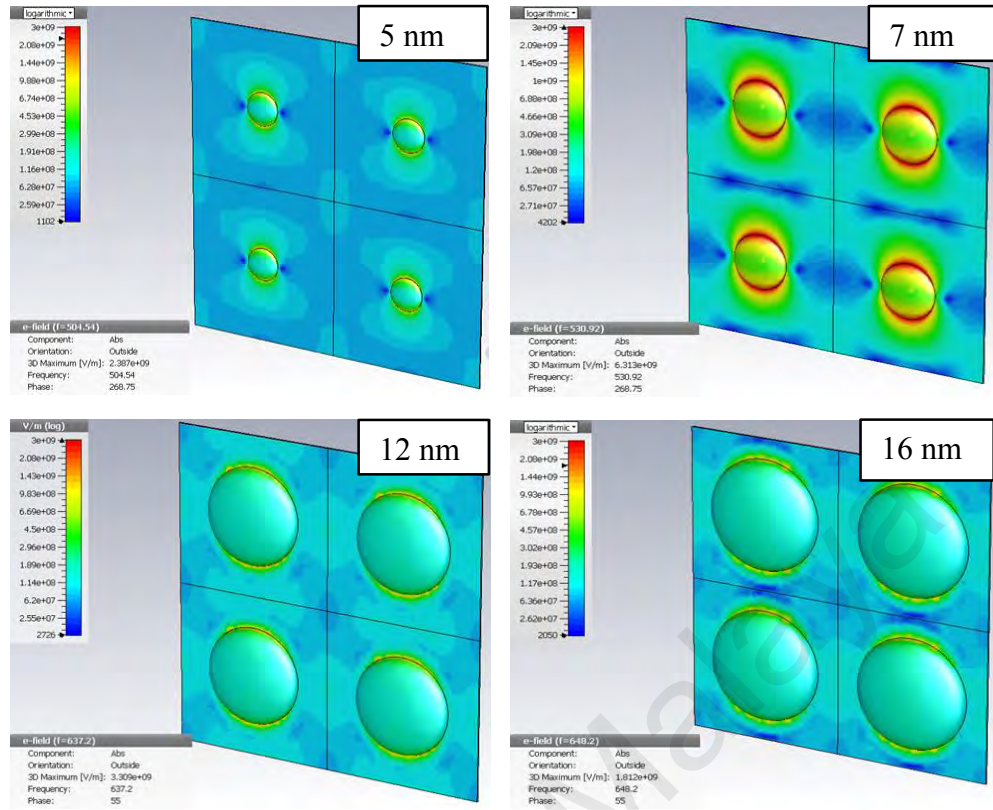 logarithmic
3e+09
2.08e+09
1.44e+09
9.88e+08
6.74e+08
4.53e+08
2.99e+08
1.91e+08
1.16e+08
6.28e+07
2.59e+07
1102
5 nm
e-field (f=504.54)
Component: Abs
Orientation: Outside
3D Maximum [V/m]: 2.387e+09
Frequency: 504.54
Phase: 268.75
logarithmic
3e+09
2.09e+09
1.45e+09
1e+09
6.88e+08
4.66e+08
3.09e+08
1.98e+08
1.2e+08
6.57e+07
2.71e+07
4202
7 nm
e-field (f=530.92)
Component: Abs
Orientation: Outside
3D Maximum [V/m]: 6.313e+09
Frequency: 530.92
Phase: 268.75
V/m (log)
3e+09
2.08e+09
1.43e+09
9.83e+08
6.69e+08
4.5e+08
2.96e+08
1.89e+08
1.14e+08
6.2e+07
2.55e+07
2726
12 nm
e-field (f=637.2)
Component: Abs
Orientation: Outside
3D Maximum [V/m]: 3.309e+09
Frequency: 637.2
Phase: 55
logarithmic
3e+09
2.08e+09
1.44e+09
9.92e+08
6.77e+08
4.57e+08
3.02e+08
1.93e+08
1.17e+08
6.36e+07
2.62e+07
2050
16 nm
e-field (f=648.2)
Component: Abs
Orientation: Outside
3D Maximum [V/m]: 1.812e+09
Frequency: 648.2
Phase: 55
Malaya